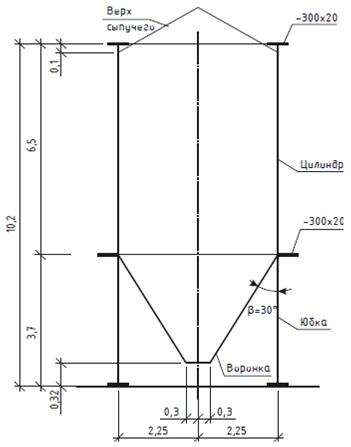 Верх
сыпучего
-300х20
0,1
6,5
10,2
Цилиндр
-300х20
β=30°
3,7
Юбка
Воронка
0,32
0,3
0,3
2,25
2,25